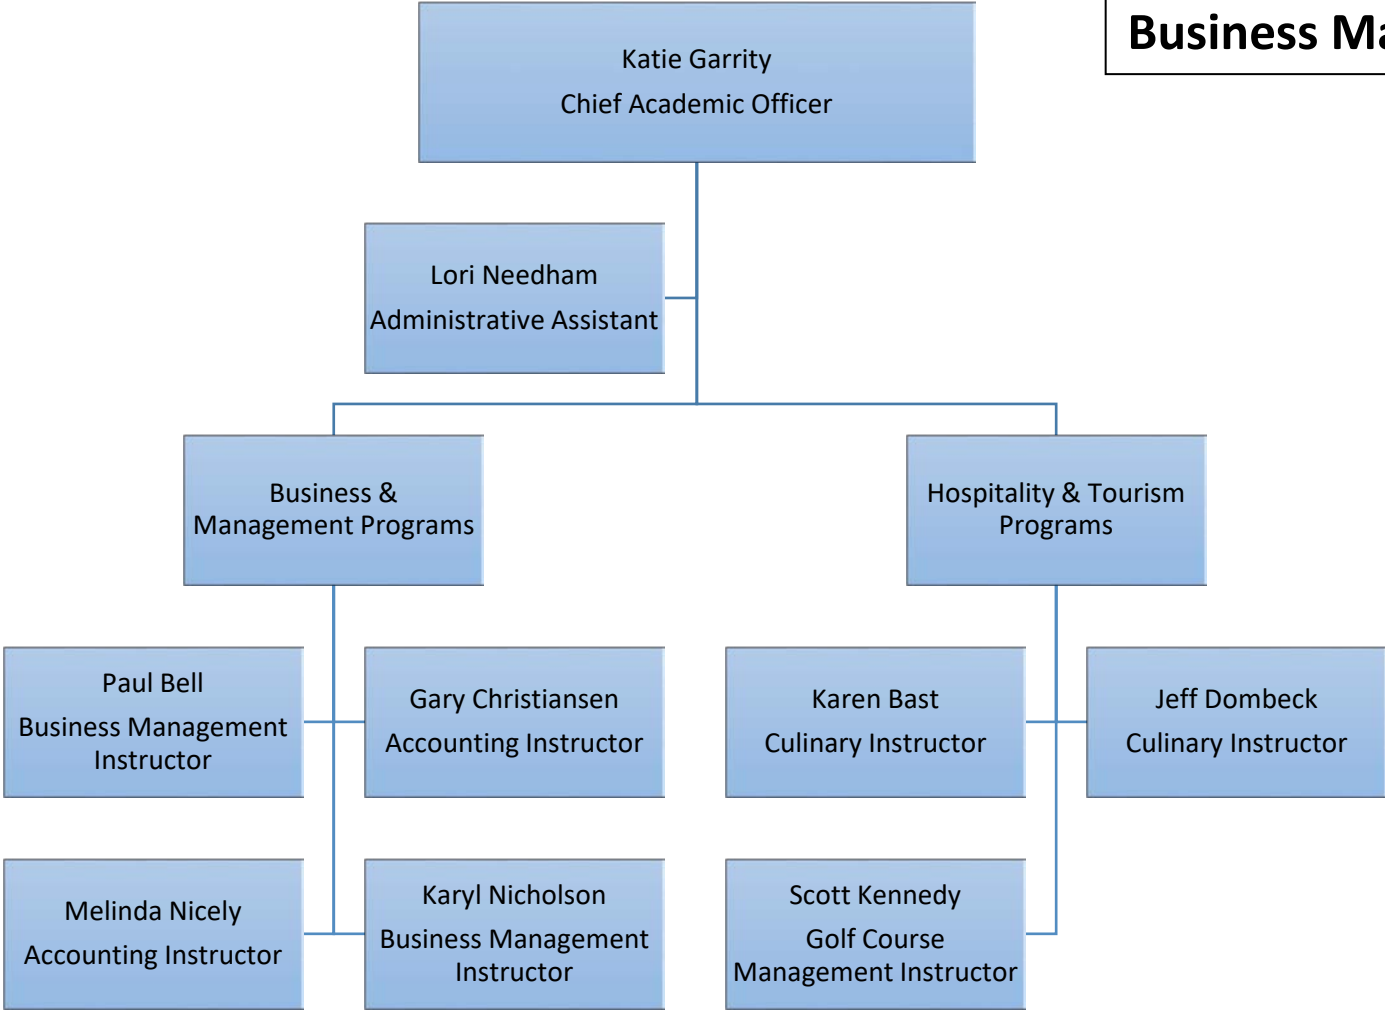 Business Ma
Katie Garrity
Chief Academic Officer
Lori Needham
Administrative Assistant
Business &
Management Programs
Hospitality & Tourism
Programs
Paul Bell
Business Management
Instructor
Gary Christiansen
Accounting Instructor
Karen Bast
Culinary Instructor
Jeff Dombeck
Culinary Instructor
Melinda Nicely
Accounting Instructor
Karyl Nicholson
Business Management
Instructor
Scott Kennedy
Golf Course
Management Instructor